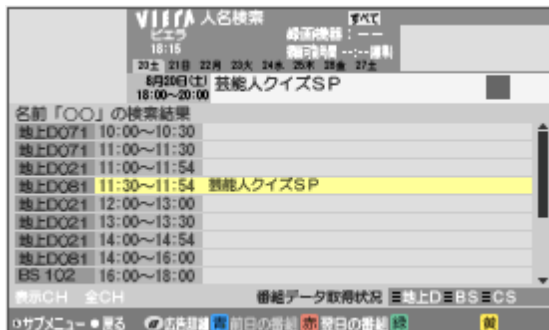 VIErA 人名検索 すべて
ビエラ 録画機器：－－
18:15 --:--
20土 21日 22月 23火 24水 25木 26金 27土
8月20日(土) 芸能人クイズSP
18:00～20:00
名前「○○」の検索結果
地上D071 10:00～10:30
地上D071 11:00～11:30
地上D021 11:00～11:54
地上D081 11:30～11:54 芸能人クイズSP
地上D021 12:00～13:00
地上D021 13:00～13:30
地上D021 14:00～14:54
地上D081 14:00～16:00
BS 102 16:00～18:00
表示CH 全CH 番組データ取得状況 地上D BS CS
サブメニュー 戻る 広告詳細 青 前日の番組 赤 翌日の番組 緑 黄